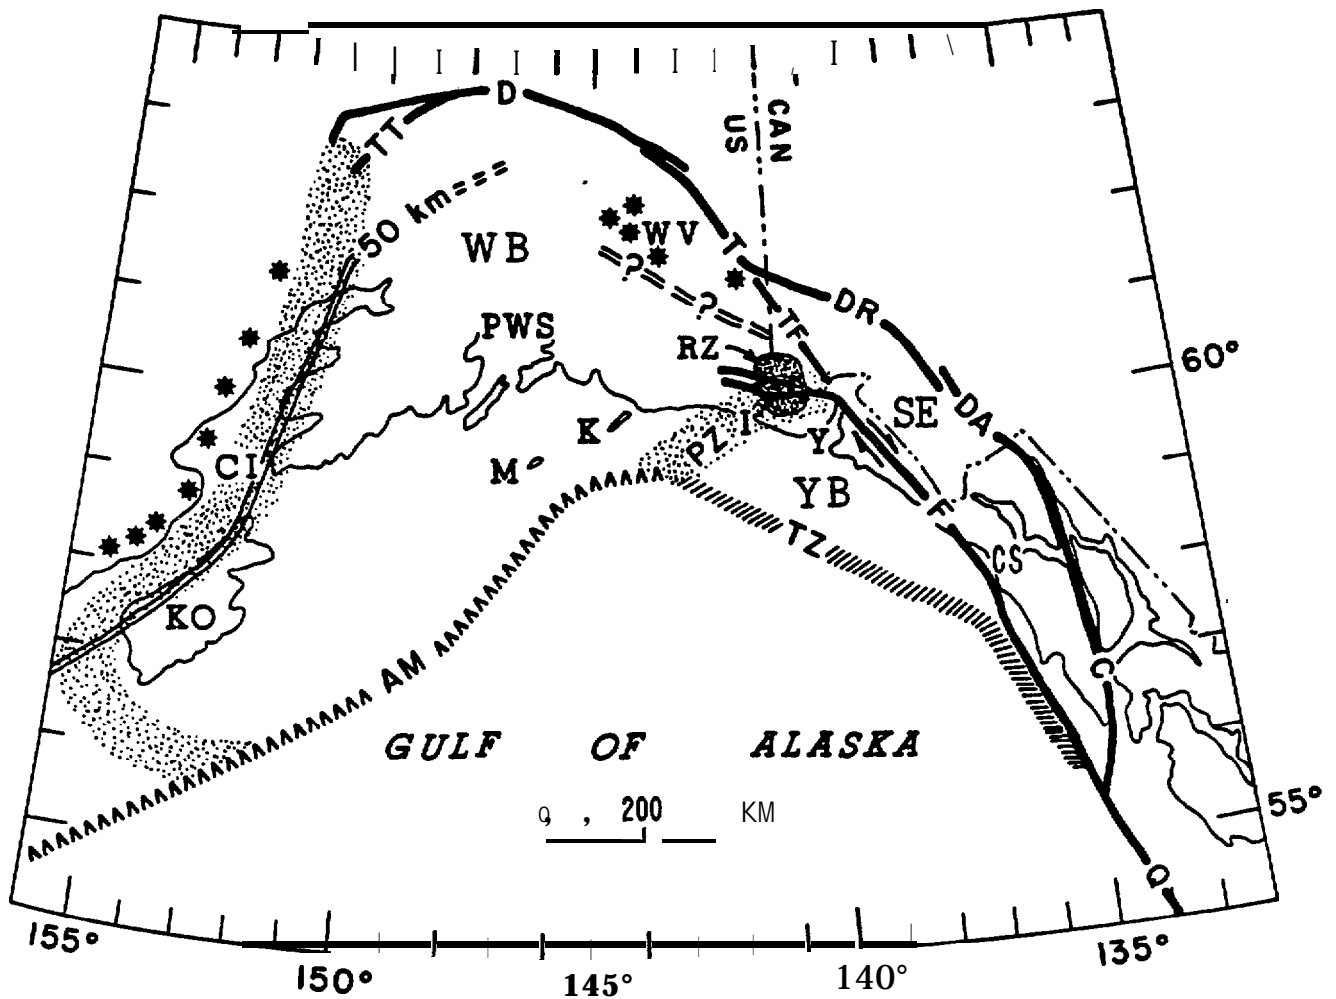 D
CAN
US
TT
50 km
WB
WV
T
?
?
DR
TF
PWS
RZ
60°
SE
DA
K
I
Y
PZ
CI
M
YB
F
TZ
CS
KO
AM
C
GULF OF ALASKA
200 KM
55°
Q
155°
150°
145°
140°
135°